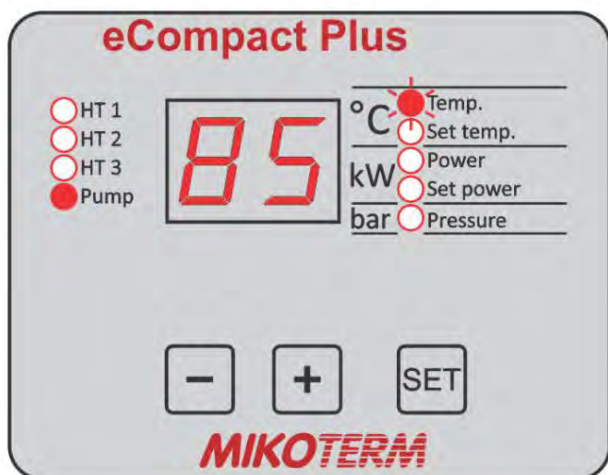 eCompact Plus
HT 1
HT 2
HT 3
Pump
85
°C
Temp.
Set temp.
kW
Power
Set power
bar
Pressure
-
+
SET
MIKOTERM